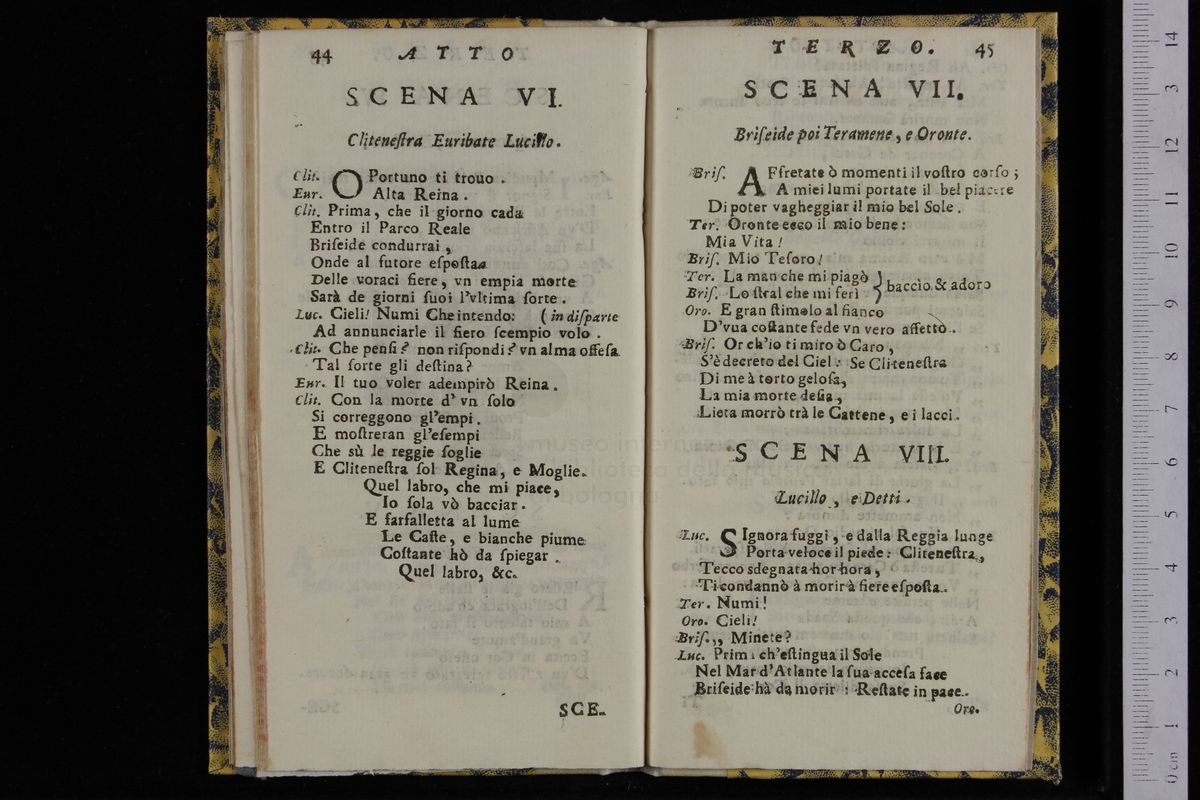 44 ATTO
SCENA VI.
Cliteneſtra Euribate Lucillo.
Clit. OPortuno ti trouo.
Eur. Alta Reina.
Clit. Prima, che il giorno cada
Entro il Parco Reale
Briſeide condurrai,
Onde al futore eſpoſtaa
Delle voraci fiere, vn empia morte
Sarà de giorni ſuoi l'vltima ſorte.
Luc. Cieli! Numi Che intendo: (in diſparte
Ad annunciarle il fiero ſcempio volo.
Clit. Che penſi? non riſpondi? vn alma offeſa
Tal ſorte gli deſtina?
Eur. Il tuo voler adempirò Reina.
Clit. Con la morte d'vn ſolo
Si correggono gl'empi.
E moſtreran gl'eſempi
Che sù le reggie ſoglie
E Cliteneſtra ſol Regina, e Moglie.
Quel labro, che mi piace,
Io ſola vò bacciar.
E farfalletta al lume
Le Caſte, e bianche piume
Coſtante hò da ſpiegar.
Quel labro, &c.
SCE-
TERZO. 45
SCENA VII.
Briſeide poi Teramene, e Oronte.
Briſ. AFfretate ò momenti il voſtro corſo;
A miei lumi portate il bel piacere
Di poter vagheggiar il mio bel Sole.
Ter. Oronte ecco il mio bene:
Mia Vita!
Briſ. Mio Teſoro!
Ter. La man che mi piagò } baccio, & adoro
Briſ. Lo ſtral che mi ferì
Oro. E gran ſtimolo al fianco
D'vua coſtante fede vn vero affettò.
Briſ. Or ch'io ti miro ò Caro,
S'è decreto del Ciel: Se Cliteneſtra
Di me à torto geloſa,
La mia morte deſia,
Lieta morrò trà le Cattene, e i lacci.
SCENA VIII.
Lucillo, e Detti.
Luc. SIgnora fuggi, e dalla Reggia lunge
Porta veloce il piede: Cliteneſtra,
Tecco sdegnata hor hora,
Ti condannò à morir à fiere eſpoſta.
Ter. Numi!
Oro. Cieli!
Briſ.,, Minete?
Luc. Prima ch'eſtingua il Sole
Nel Mar d'Atlante la ſua acceſa face
Briſeide hà da morir: Reſtate in pace.
Oro.